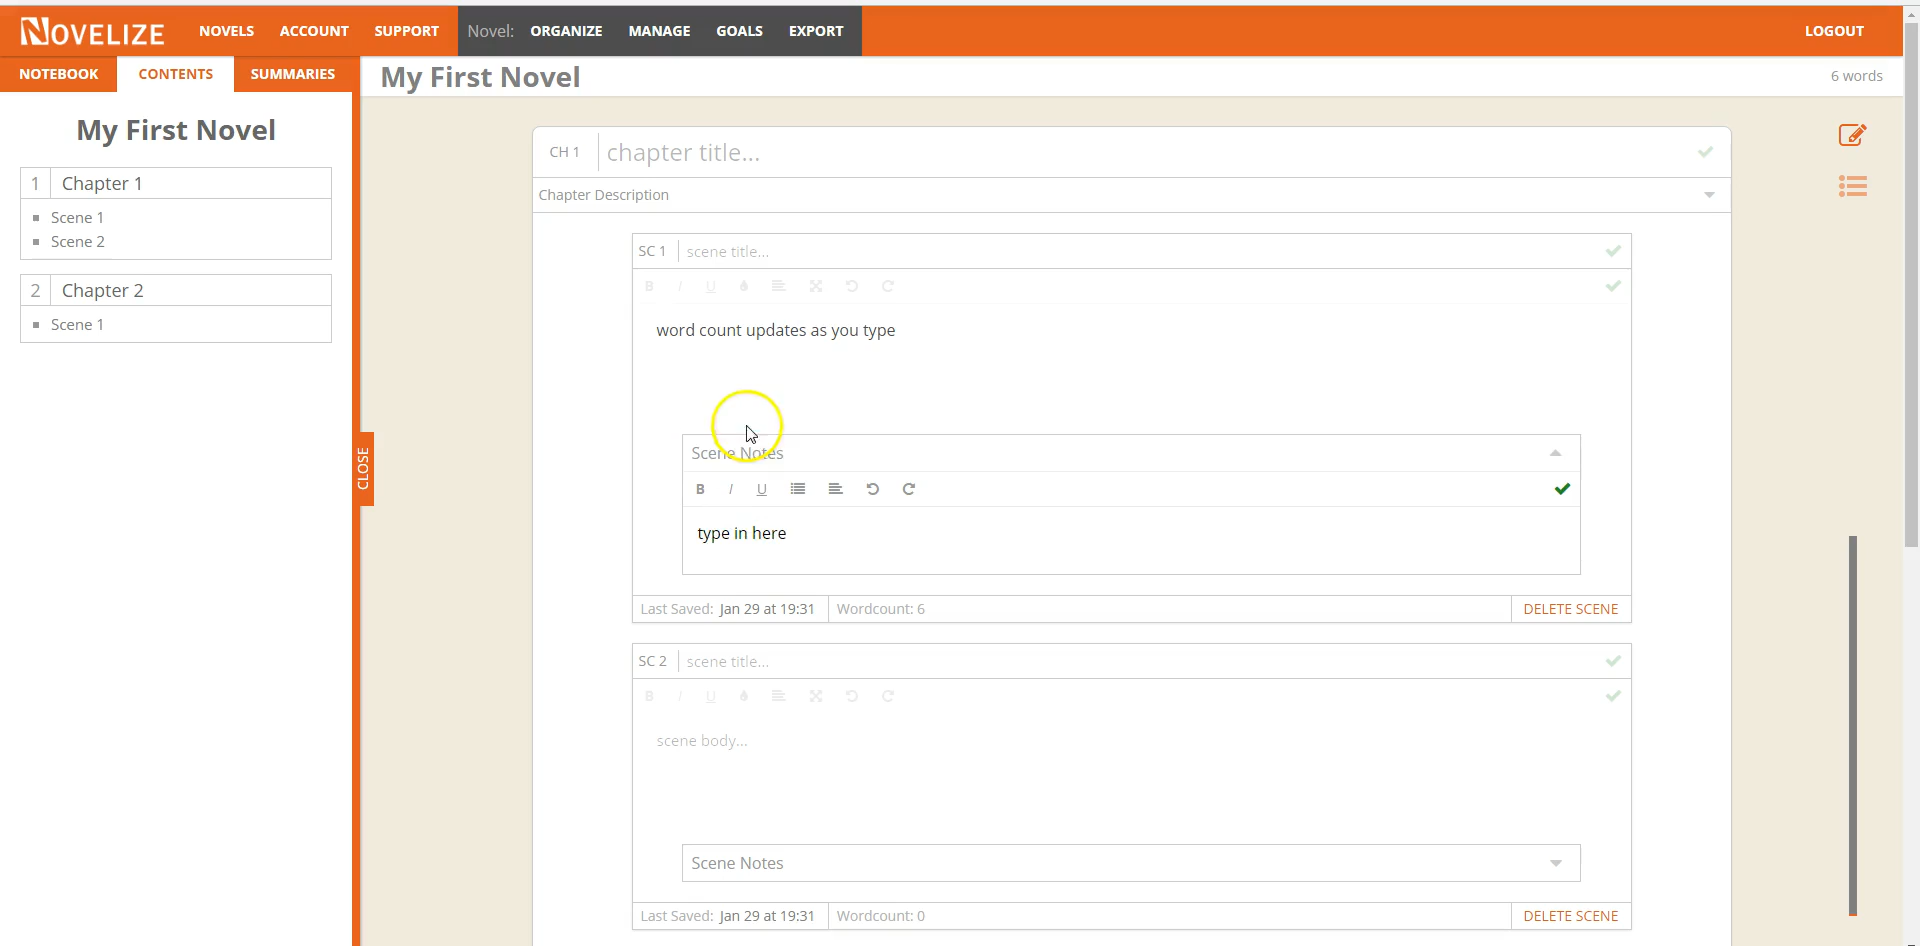 NOVELIZE NOVELS ACCOUNT SUPPORT Novel: ORGANIZE MANAGE GOALS EXPORT LOGOUT
NOTEBOOK CONTENTS SUMMARIES
My First Novel 6 words
My First Novel
1 Chapter 1
Scene 1
Scene 2
2 Chapter 2
Scene 1
CLOSE
CH 1 chapter title...
Chapter Description
SC 1 scene title...
B I U
word count updates as you type
Scene Notes
B I U
type in here
Last Saved: Jan 29 at 19:31 Wordcount: 6 DELETE SCENE
SC 2 scene title...
B I U
scene body...
Scene Notes
Last Saved: Jan 29 at 19:31 Wordcount: 0 DELETE SCENE